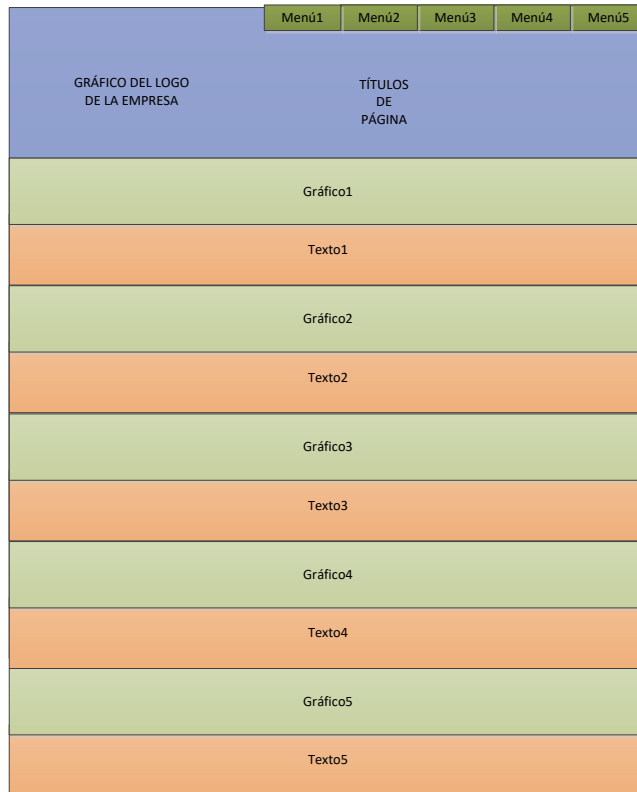 Menú1 Menú2 Menú3 Menú4 Menú5
GRÁFICO DEL LOGO
DE LA EMPRESA
TÍTULOS
DE
PÁGINA
Gráfico1
Texto1
Gráfico2
Texto2
Gráfico3
Texto3
Gráfico4
Texto4
Gráfico5
Texto5